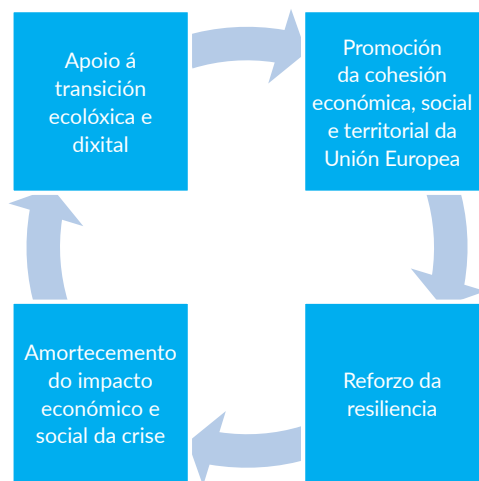 Apoio á
transición
ecolóxica e
dixital
Promoción
da cohesión
económica, social
e territorial da
Unión Europea
Amortecemento
do impacto
económico e
social da crise
Reforzo da
resiliencia